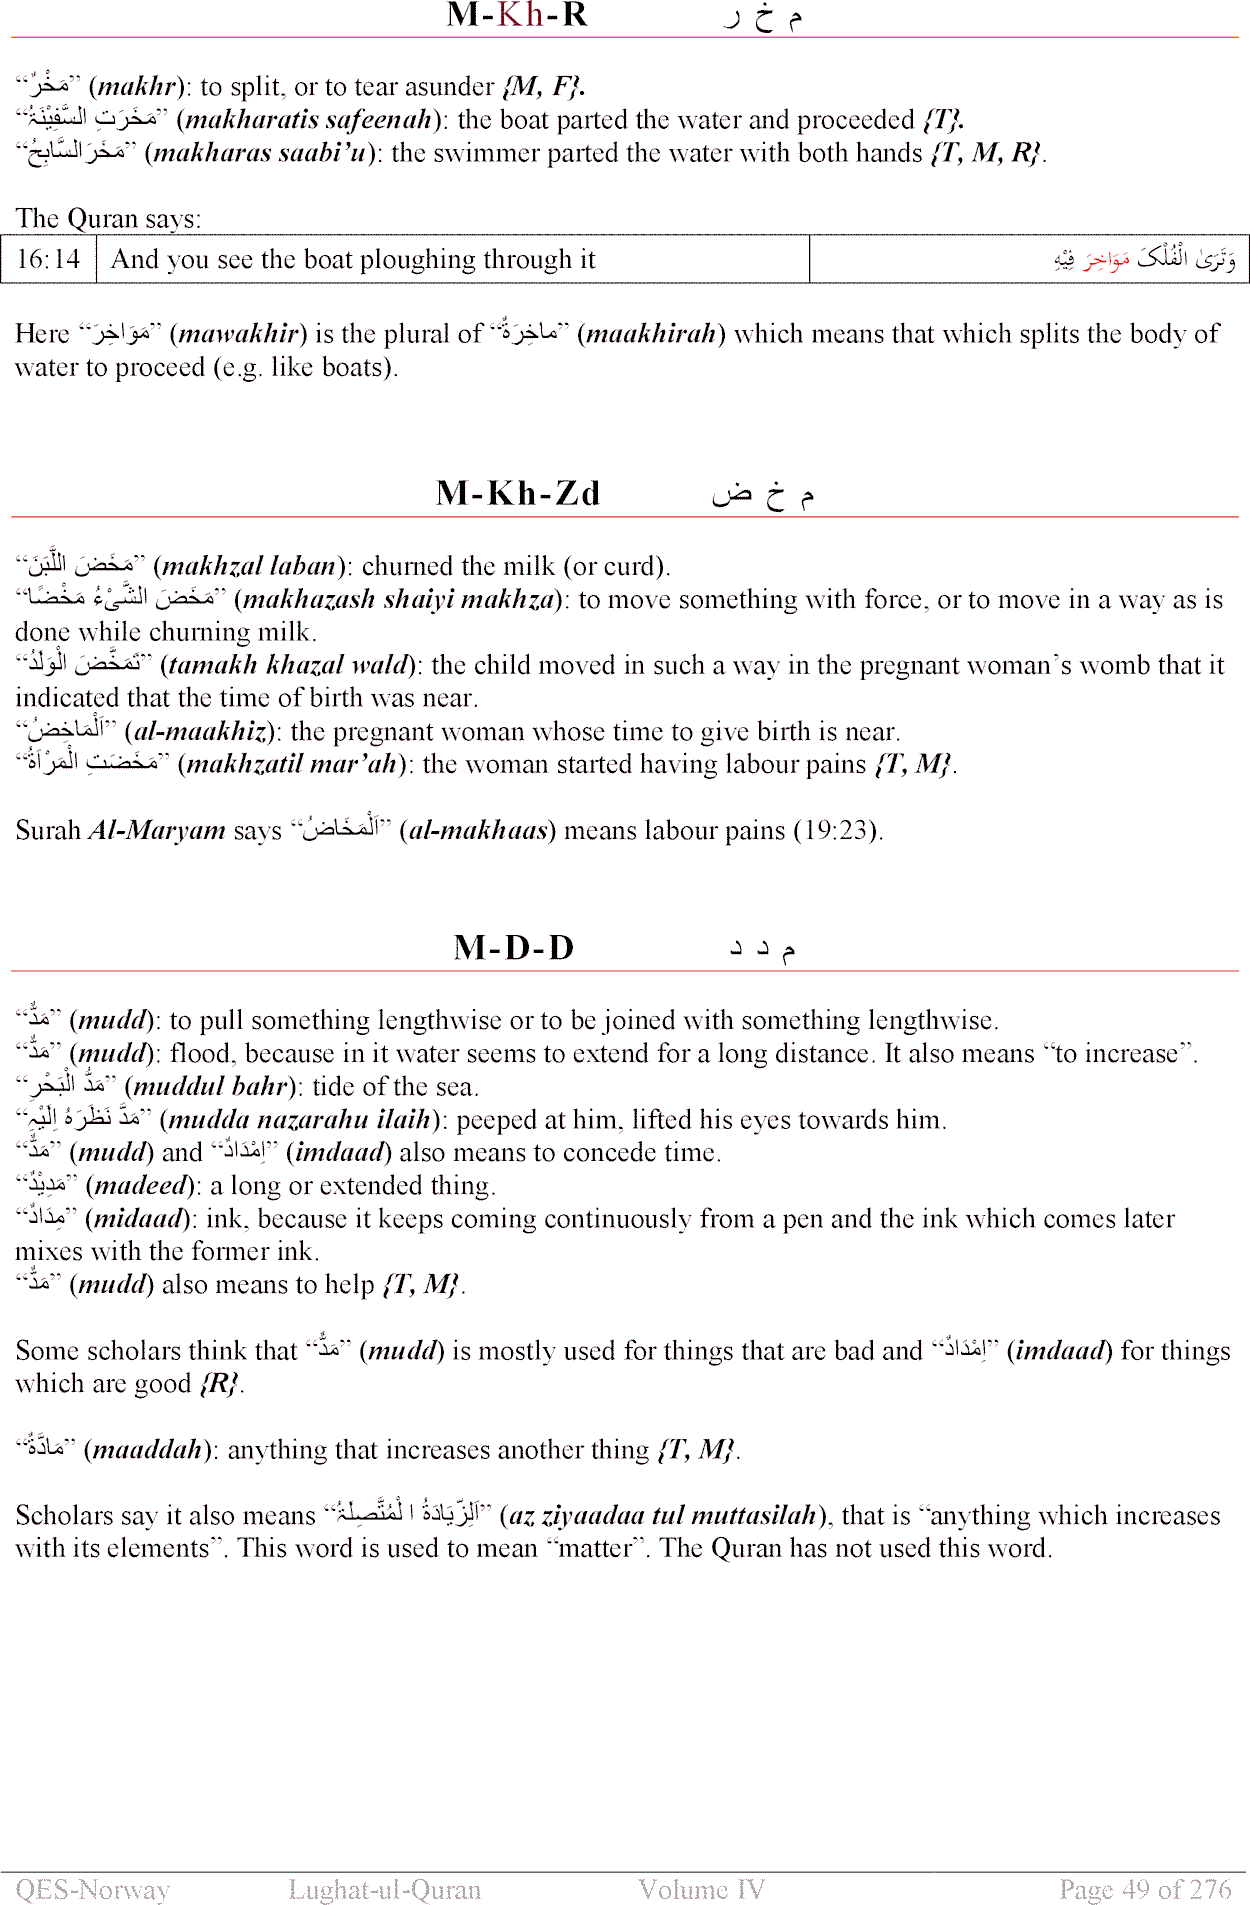 M-Kh-R م خ ر
“مَخْرٌ” (makhr): to split, or to tear asunder {M, F}.
“مَخَرَتِ السَّفِيْنَۃُ” (makharatis safeenah): the boat parted the water and proceeded {T}.
“مَخَرَ السَّابِحُ” (makharas saabi’u): the swimmer parted the water with both hands {T, M, R}.
The Quran says:
16:14 And you see the boat ploughing through it وَتَرَىٰ الْفُلْکَ مَوَاخِرَ فِيْهِ
Here “مَوَاخِرَ” (mawakhir) is the plural of “ماخِرَۃٌ” (maakhirah) which means that which splits the body of
water to proceed (e.g. like boats).
M-Kh-Zd م خ ض
“مَخَضَ اللَّبَنَ” (makhzal laban): churned the milk (or curd).
“مَخَضَ الشَّیْءُ مَخْضًا” (makhazash shaiyi makhza): to move something with force, or to move in a way as is
done while churning milk.
“تَمَخَّضَ الْوَلَدُ” (tamakh khazal wald): the child moved in such a way in the pregnant woman’s womb that it
indicated that the time of birth was near.
“اَلْمَاخِضُ” (al-maakhiz): the pregnant woman whose time to give birth is near.
“مَخَضَتِ الْمَرْاَۃُ” (makhzatil mar’ah): the woman started having labour pains {T, M}.
Surah Al-Maryam says “اَلْمَخَاضُ” (al-makhaas) means labour pains (19:23).
M-D-D م د د
“مَدٌّ” (mudd): to pull something lengthwise or to be joined with something lengthwise.
“مَدٌّ” (mudd): flood, because in it water seems to extend for a long distance. It also means “to increase”.
“مَدُّ الْبَحْرِ” (muddul bahr): tide of the sea.
“مَدَّ نَظَرَہُ اِلَيْہِ” (mudda nazarahu ilaih): peeped at him, lifted his eyes towards him.
“مَدٌّ” (mudd) and “اِمْدَادٌ” (imdaad) also means to concede time.
“مَدِيْدٌ” (madeed): a long or extended thing.
“مِدَادٌ” (midaad): ink, because it keeps coming continuously from a pen and the ink which comes later
mixes with the former ink.
“مَدٌّ” (mudd) also means to help {T, M}.
Some scholars think that “مَدٌّ” (mudd) is mostly used for things that are bad and “اِمْدَادٌ” (imdaad) for things
which are good {R}.
“مَادَّۃٌ” (maaddah): anything that increases another thing {T, M}.
Scholars say it also means “اَلزِّيَادَۃُ ا لْمُتَّصِلَۃُ” (az ziyaadaa tul muttasilah), that is “anything which increases
with its elements”. This word is used to mean “matter”. The Quran has not used this word.
QES-Norway Lughat-ul-Quran Volume IV Page 49 of 276